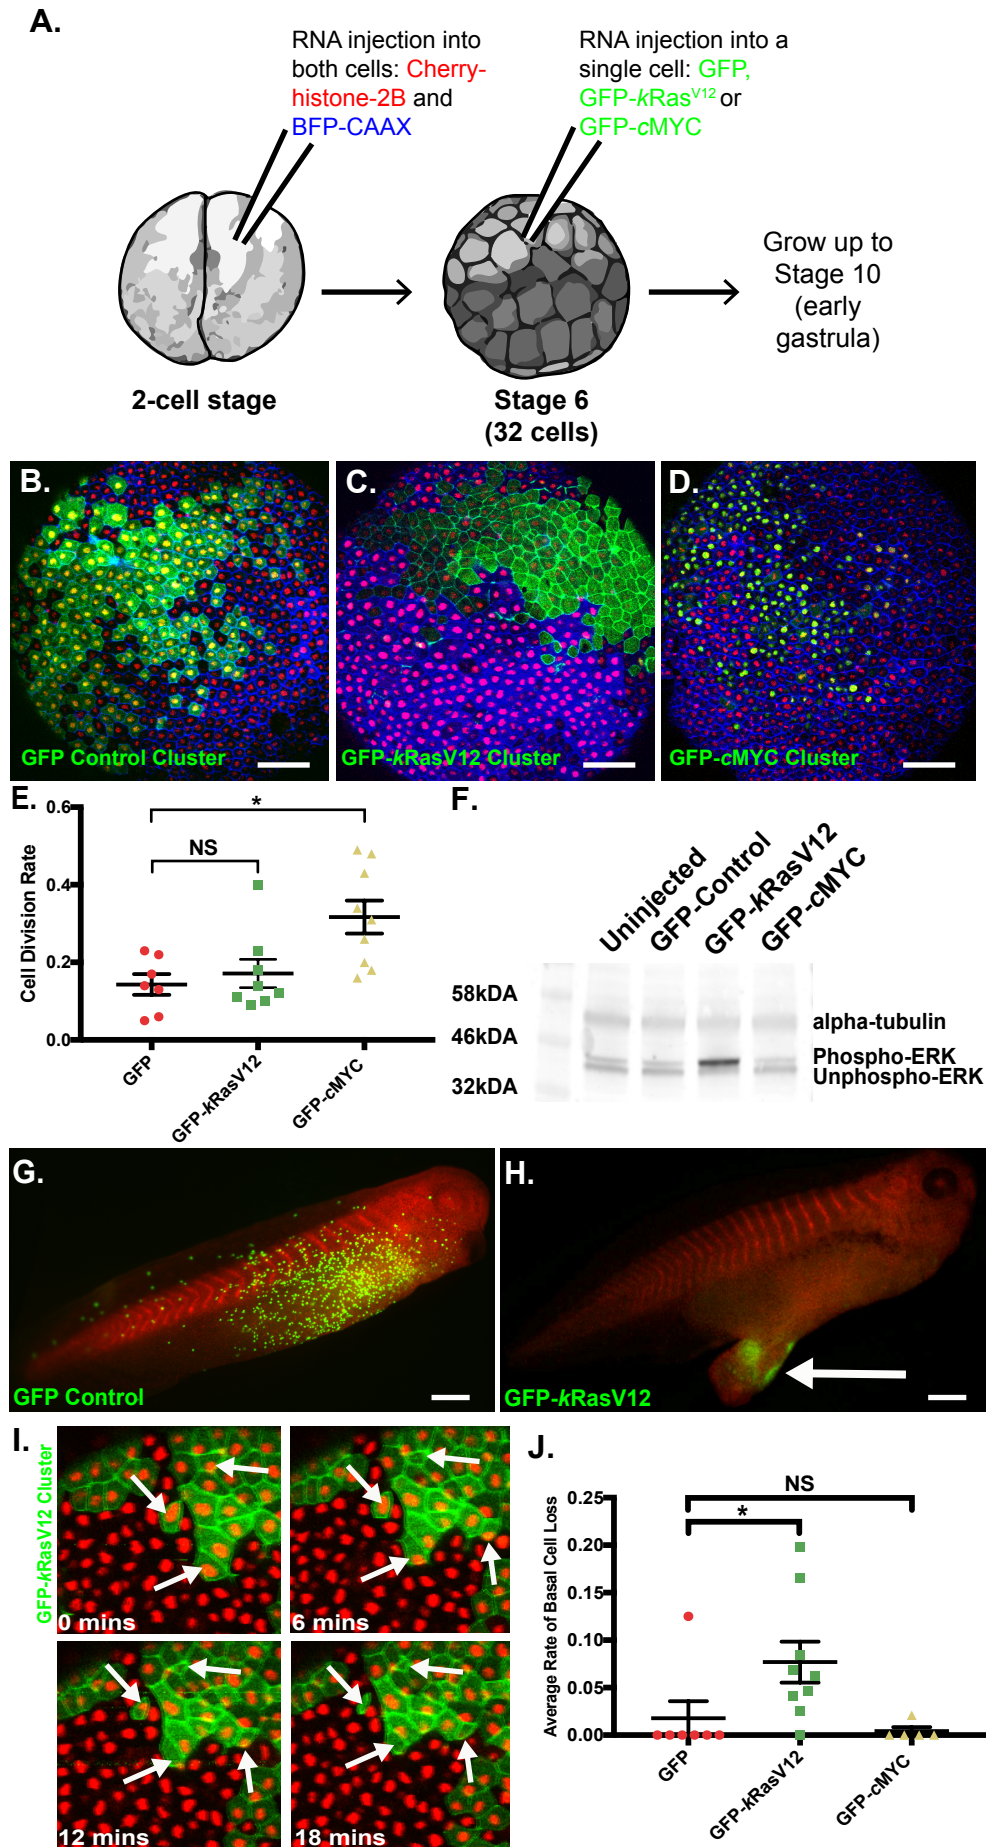 A.
RNA injection into
both cells: Cherry-
histone-2B and
BFP-CAAX
RNA injection into a
single cell: GFP,
GFP-kRasV12 or
GFP-cMYC
2-cell stage
Stage 6
(32 cells)
Grow up to
Stage 10
(early
gastrula)
B.
GFP Control Cluster
C.
GFP-kRasV12 Cluster
D.
GFP-cMYC Cluster
E.
Cell Division Rate
0.6
0.4
0.2
0.0
*
NS
GFP
GFP-kRasV12
GFP-cMYC
F.
Uninjected
GFP-Control
GFP-kRasV12
GFP-cMYC
58kDA
46kDA
32kDA
alpha-tubulin
Phospho-ERK
Unphospho-ERK
G.
GFP Control
H.
GFP-kRasV12
I.
GFP-kRasV12 Cluster
0 mins
6 mins
12 mins
18 mins
J.
Average Rate of Basal Cell Loss
0.25
0.20
0.15
0.10
0.05
0.00
NS
*
GFP
GFP-kRasV12
GFP-cMYC